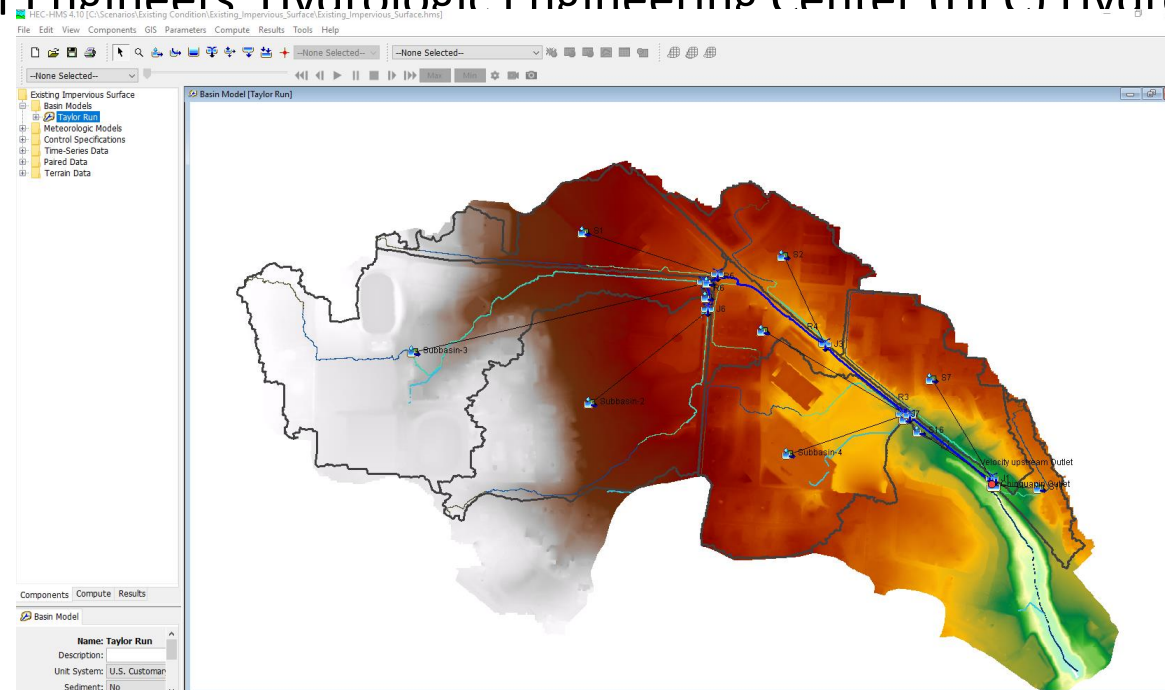 Engineers' Hydrologic Engineering Center (HEC) Hydro
HEC-HMS 4.10 [C:\Scenarios\Existing Condition\Existing_Impervious_Surface\Existing_Impervious_Surface.hms]
File Edit View Components GIS Parameters Compute Results Tools Help
--None Selected-- --None Selected--
--None Selected-- Max Min
Existing Impervious Surface
Basin Models
Taylor Run
Meteorologic Models
Control Specifications
Time-Series Data
Paired Data
Terrain Data
Basin Model [Taylor Run]
S1
S2
R6
J6
R4
J3
Subbasin-3
S7
Subbasin-2
R3
J7
S16
Subbasin-4
Velocity upstream Outlet
Chinquapin Outlet
Components Compute Results
Basin Model
Name: Taylor Run
Description:
Unit System: U.S. Customar
Sediment: No